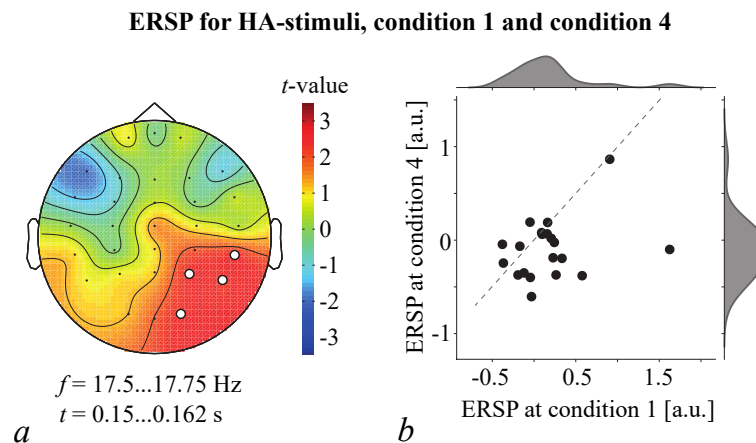 ERSP for HA-stimuli, condition 1 and condition 4
t-value
3
2
1
0
-1
-2
-3
f = 17.5...17.75 Hz
t = 0.15...0.162 s
a
ERSP at condition 4 [a.u.]
1
0
-1
-0.5
0.5
1.5
ERSP at condition 1 [a.u.]
b